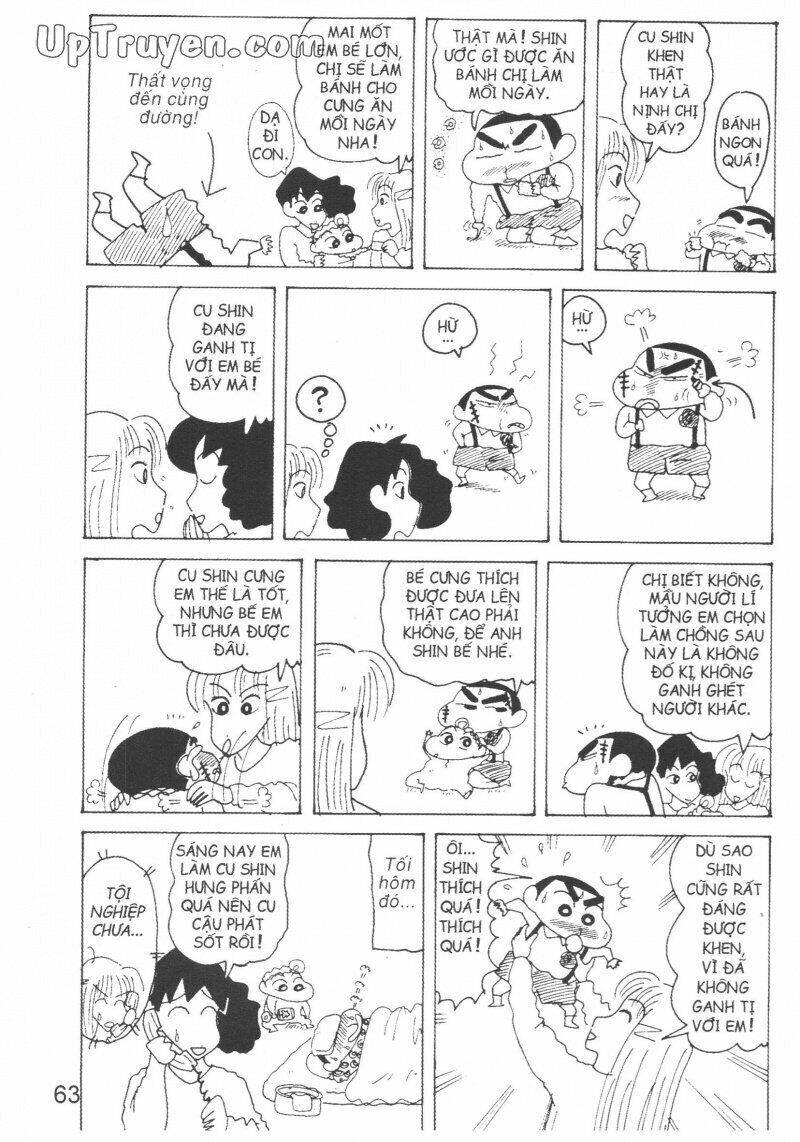 UpTruyen.com
BÁNH
NGON
QUÁ!
CU SHIN
KHEN
THẬT
HAY LÀ
NỊNH CHỊ
ĐẤY?
THẬT MÀ! SHIN
ƯỚC GÌ ĐƯỢC ĂN
BÁNH CHỊ LÀM
MỖI NGÀY.
MAI MỐT
EM BÉ LỚN,
CHỊ SẼ LÀM
BÁNH CHO
CƯNG ĂN
MỖI NGÀY
NHA!
DẠ
ĐI
CON.
Thất vọng
đến cùng
đường!
HỪ
...
HỪ
...
?
CU SHIN
ĐANG
GANH TỊ
VỚI EM BÉ
ĐẤY MÀ!
CHỊ BIẾT KHÔNG,
MẪU NGƯỜI LÍ
TƯỞNG EM CHỌN
LÀM CHỒNG SAU
NÀY LÀ KHÔNG
ĐỐ KỊ, KHÔNG
GANH GHÉT
NGƯỜI KHÁC.
BÉ CƯNG THÍCH
ĐƯỢC ĐƯA LÊN
THẬT CAO PHẢI
KHÔNG, ĐỂ ANH
SHIN BẾ NHÉ.
CU SHIN CƯNG
EM THẾ LÀ TỐT,
NHƯNG BẾ EM
THÌ CHƯA ĐƯỢC
ĐÂU.
DÙ SAO
SHIN
CŨNG RẤT
ĐÁNG
ĐƯỢC
KHEN,
VÌ ĐÃ
KHÔNG
GANH TỊ
VỚI EM!
ÔI...
SHIN
THÍCH
QUÁ!
THÍCH
QUÁ!
Tối
hôm
đó...
SÁNG NAY EM
LÀM CU SHIN
HƯNG PHẤN
QUÁ NÊN CU
CẬU PHÁT
SỐT RỒI!
TỘI
NGHIỆP
CHƯA...
63